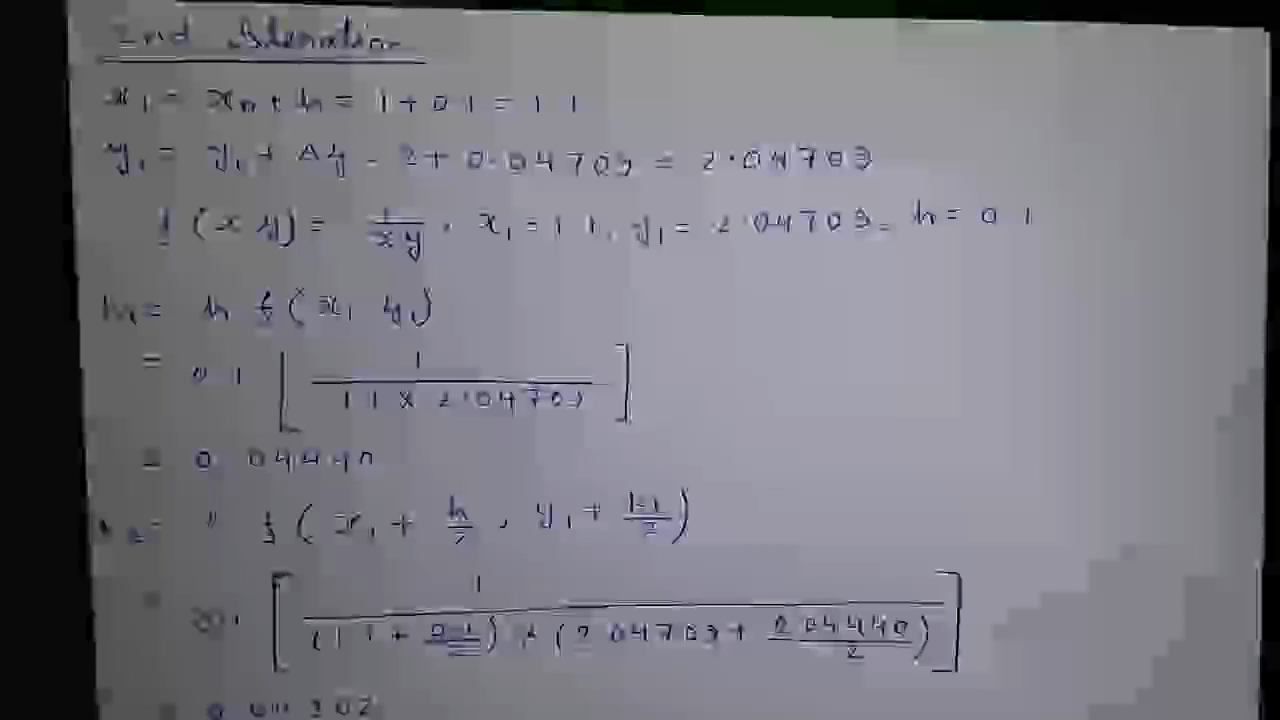 2nd Iteration
x₁ = x₀ + h = 1 + 0.1 = 1.1
y₁ = y₁ + Δy = 2 + 0.04703 = 2.04703
f(x y) = 1/xy, x₁ = 1.1, y₁ = 2.04703, h = 0.1
k₁ = h f(x₁ y₁)
= 0.1 [1/(1.1 × 2.04703)]
= 0.04440
k₂ = " f(x₁ + h/2, y₁ + k₁/2)
= 0.1 [1/((1.1 + 0.1/2) × (2.04703 + 0.04440/2))]